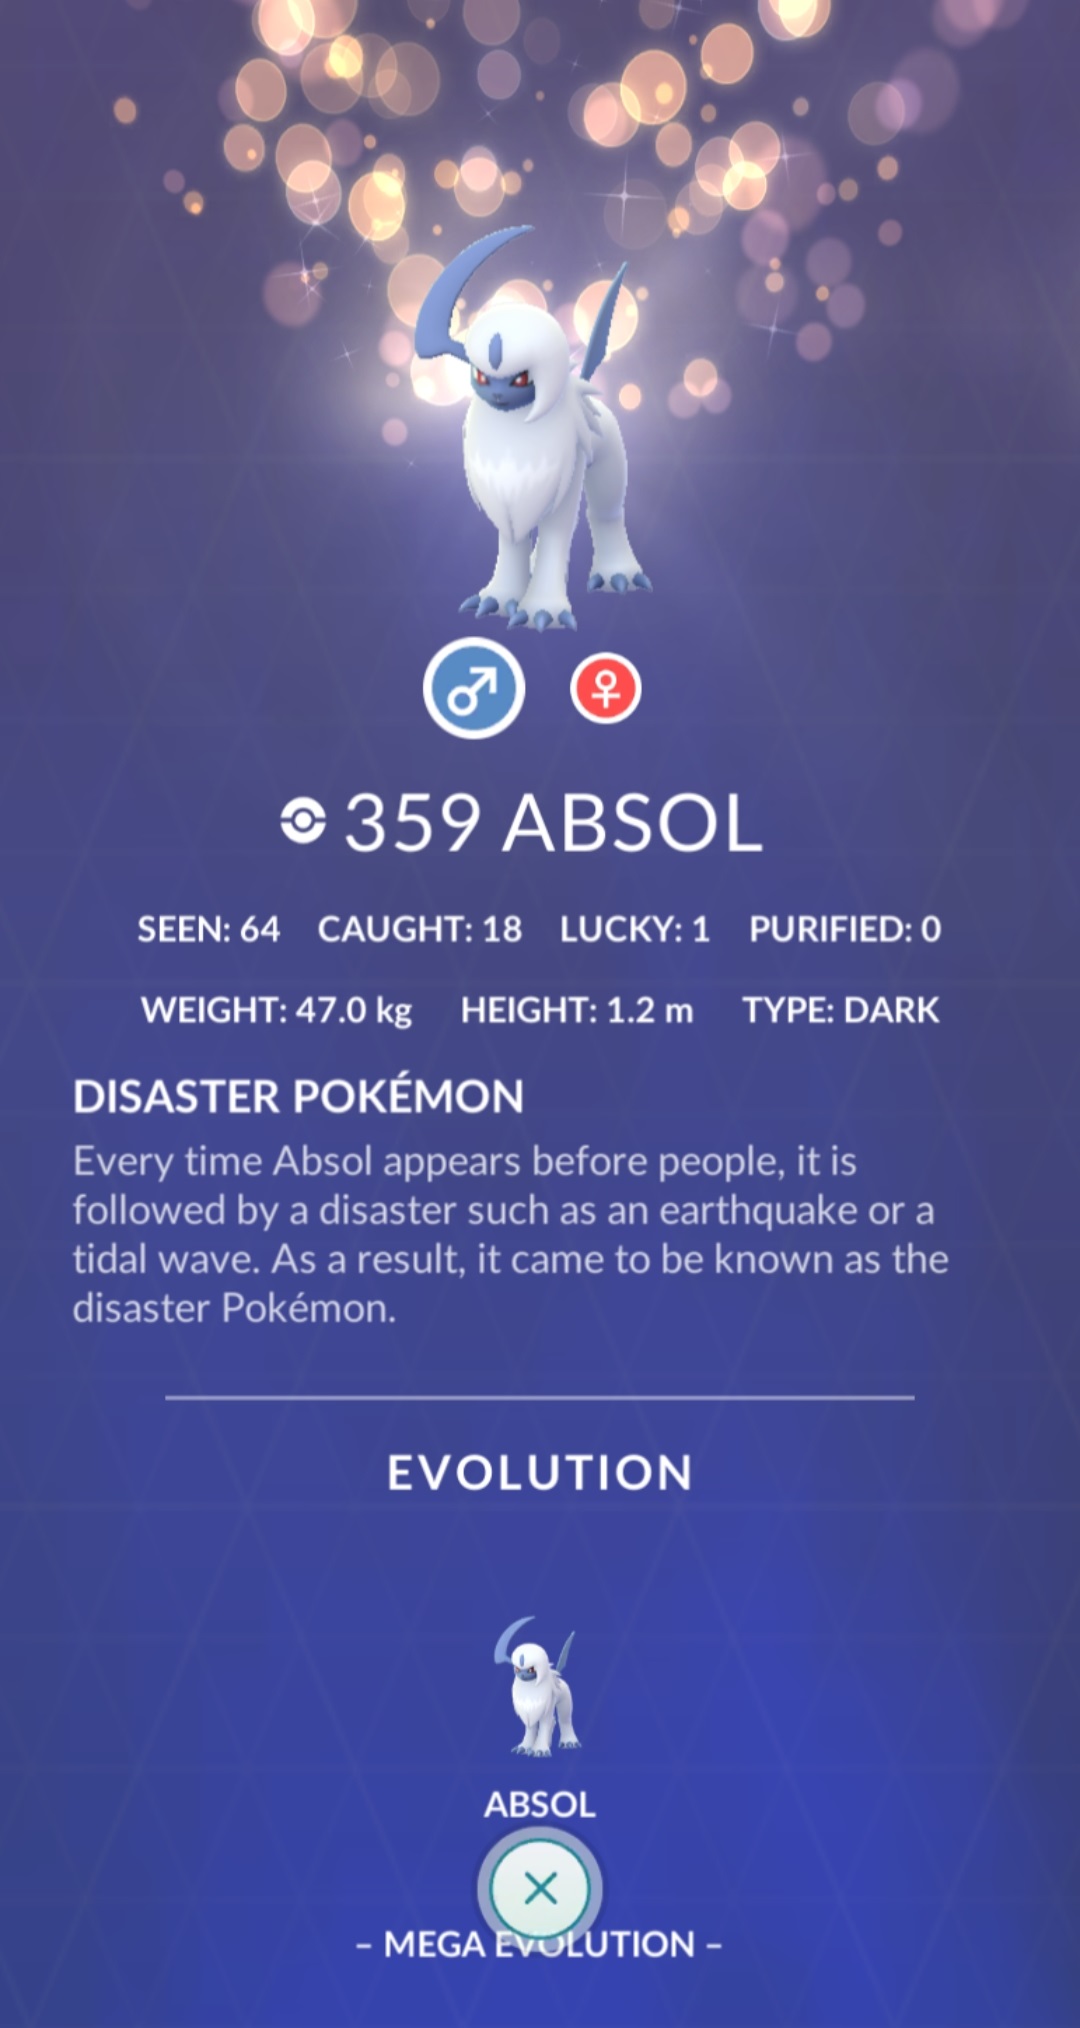 359 ABSOL
SEEN: 64 CAUGHT: 18 LUCKY: 1 PURIFIED: 0
WEIGHT: 47.0 kg HEIGHT: 1.2 m TYPE: DARK
DISASTER POKÉMON
Every time Absol appears before people, it is
followed by a disaster such as an earthquake or a
tidal wave. As a result, it came to be known as the
disaster Pokémon.
EVOLUTION
ABSOL
– MEGA EVOLUTION –